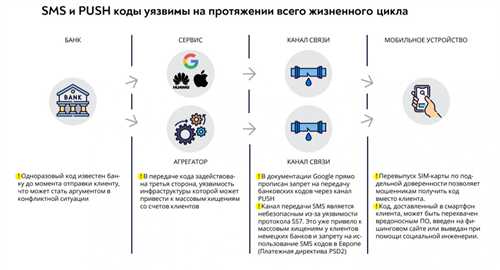 SMS и PUSH коды уязвимы на протяжении всего жизненного цикла
БАНК
СЕРВИС
КАНАЛ СВЯЗИ
МОБИЛЬНОЕ УСТРОЙСТВО
BANK
G
HUAWEI
АГРЕГАТОР
!Одноразовый код известен бан-
ку до момента отправки клиенту,
что может стать аргументом в
конфликтной ситуации
!В передаче кода задействова-
на третья сторона, уязвимость
инфраструктуры которой может
привести к массовым хищениям
со счетов клиентов
!В документации Google прямо
прописан запрет на передачу
банковских кодов через канал
PUSH
!Канал передачи SMS является
небезопасным из-за уязвимости
протокола SS7. Это уже привело к
массовым хищениям у клиентов
немецких банков и запрету на ис-
пользование SMS кодов в Европе
(Платежная директива PSD2)
!Перевыпуск SIM-карты по под-
дельной доверенности позволяет
мошенникам получить код
вместо клиента.
!Код, доставленный в смартфон
клиента, может быть перехвачен
вредоносным ПО, введен на фи-
шинговом сайте или выведан при
помощи социальной инженерии.